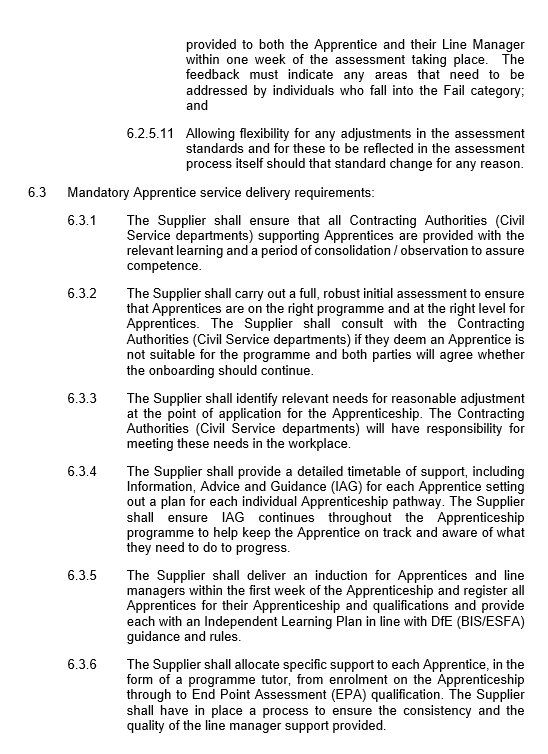 provided to both the Apprentice and their Line Manager
within one week of the assessment taking place. The
feedback must indicate any areas that need to be
addressed by individuals who fall into the Fail category;
and
6.2.5.11 Allowing flexibility for any adjustments in the assessment
standards and for these to be reflected in the assessment
process itself should that standard change for any reason.
6.3 Mandatory Apprentice service delivery requirements:
6.3.1 The Supplier shall ensure that all Contracting Authorities (Civil
Service departments) supporting Apprentices are provided with the
relevant learning and a period of consolidation / observation to assure
competence.
6.3.2 The Supplier shall carry out a full, robust initial assessment to ensure
that Apprentices are on the right programme and at the right level for
Apprentices. The Supplier shall consult with the Contracting
Authorities (Civil Service departments) if they deem an Apprentice is
not suitable for the programme and both parties will agree whether
the onboarding should continue.
6.3.3 The Supplier shall identify relevant needs for reasonable adjustment
at the point of application for the Apprenticeship. The Contracting
Authorities (Civil Service departments) will have responsibility for
meeting these needs in the workplace.
6.3.4 The Supplier shall provide a detailed timetable of support, including
Information, Advice and Guidance (IAG) for each Apprentice setting
out a plan for each individual Apprenticeship pathway. The Supplier
shall ensure IAG continues throughout the Apprenticeship
programme to help keep the Apprentice on track and aware of what
they need to do to progress.
6.3.5 The Supplier shall deliver an induction for Apprentices and line
managers within the first week of the Apprenticeship and register all
Apprentices for their Apprenticeship and qualifications and provide
each with an Independent Learning Plan in line with DfE (BIS/ESFA)
guidance and rules.
6.3.6 The Supplier shall allocate specific support to each Apprentice, in the
form of a programme tutor, from enrolment on the Apprenticeship
through to End Point Assessment (EPA) qualification. The Supplier
shall have in place a process to ensure the consistency and the
quality of the line manager support provided.